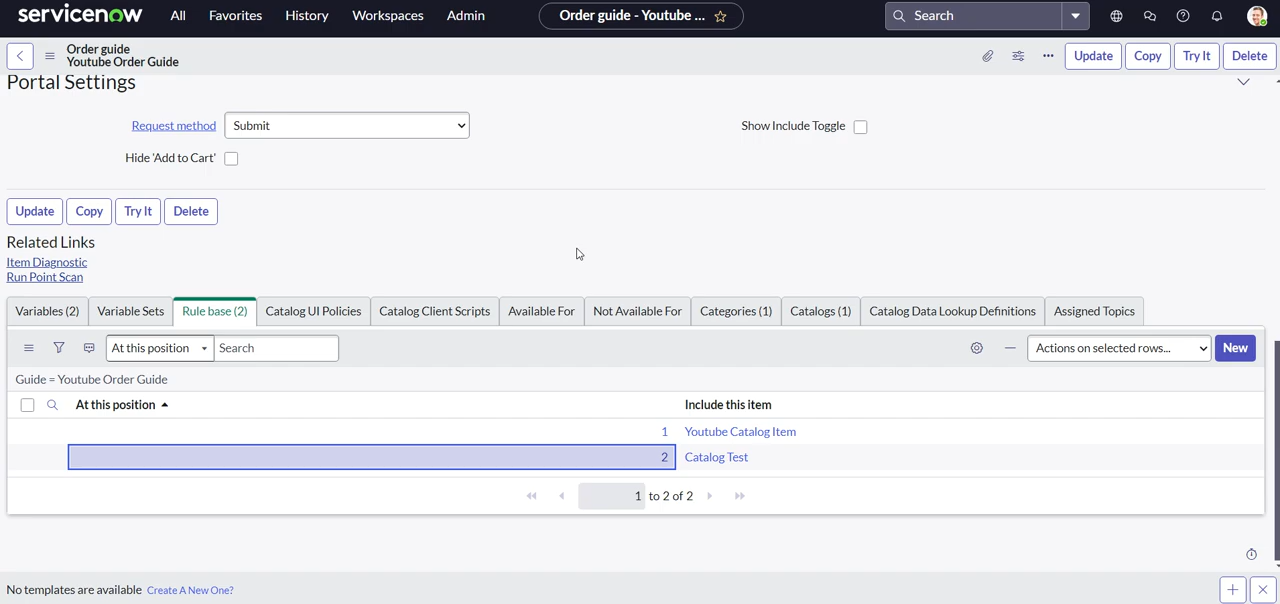 servicenow All Favorites History Workspaces Admin Order guide - Youtube ... Search
Order guide
Youtube Order Guide
Update Copy Try It Delete
Portal Settings
Request method Submit Show Include Toggle
Hide 'Add to Cart'
Update Copy Try It Delete
Related Links
Item Diagnostic
Run Point Scan
Variables (2) Variable Sets Rule base (2) Catalog UI Policies Catalog Client Scripts Available For Not Available For Categories (1) Catalogs (1) Catalog Data Lookup Definitions Assigned Topics
At this position Search Actions on selected rows... New
Guide = Youtube Order Guide
At this position Include this item
1 Youtube Catalog Item
2 Catalog Test
1 to 2 of 2
No templates are available Create A New One?